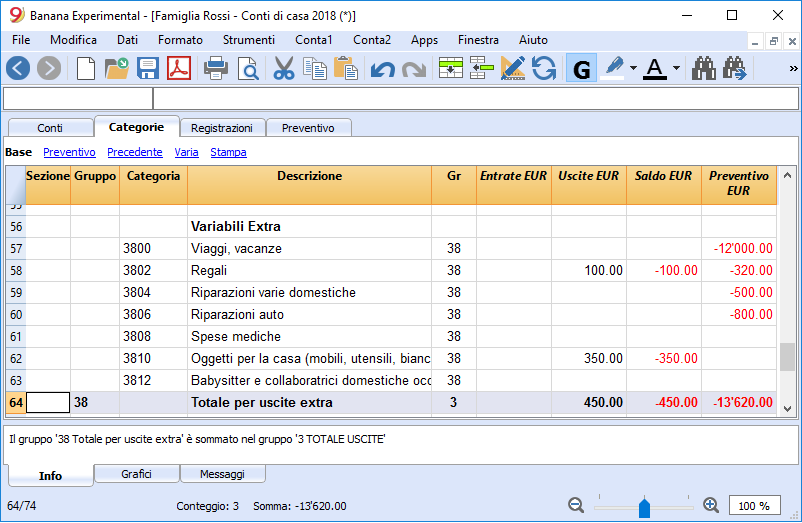 Banana Experimental - [Famiglia Rossi - Conti di casa 2018 (*)]
File Modifica Dati Formato Strumenti Conta1 Conta2 Apps Finestra Aiuto
G A »
Conti Categorie Registrazioni Preventivo
Base Preventivo Precedente Varia Stampa
Sezione Gruppo Categoria Descrizione Gr Entrate EUR Uscite EUR Saldo EUR Preventivo EUR
56 Variabili Extra
57 3800 Viaggi, vacanze 38 -12'000.00
58 3802 Regali 38 100.00 -100.00 -320.00
59 3804 Riparazioni varie domestiche 38 -500.00
60 3806 Riparazioni auto 38 -800.00
61 3808 Spese mediche 38
62 3810 Oggetti per la casa (mobili, utensili, bianc 38 350.00 -350.00
63 3812 Babysitter e collaboratrici domestiche occ 38
64 38 Totale per uscite extra 3 450.00 -450.00 -13'620.00
Il gruppo '38 Totale per uscite extra' è sommato nel gruppo '3 TOTALE USCITE'
Info Grafici Messaggi
64/74 Conteggio: 3 Somma: -13'620.00 100 %